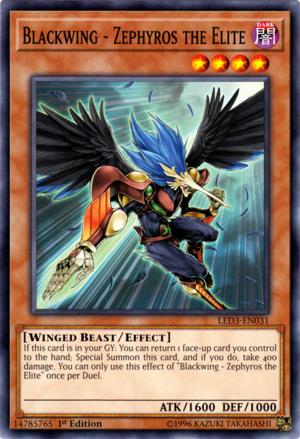 Blackwing - Zephyros the Elite
DARK
闇
LED3-EN031
[Winged Beast/Effect]
If this card is in your GY: You can return 1 face-up card you control
to the hand; Special Summon this card, and if you do, take 400
damage. You can only use this effect of "Blackwing - Zephyros the
Elite" once per Duel.
ATK/1600 DEF/1000
14785765 1st Edition ©1996 KAZUKI TAKAHASHI